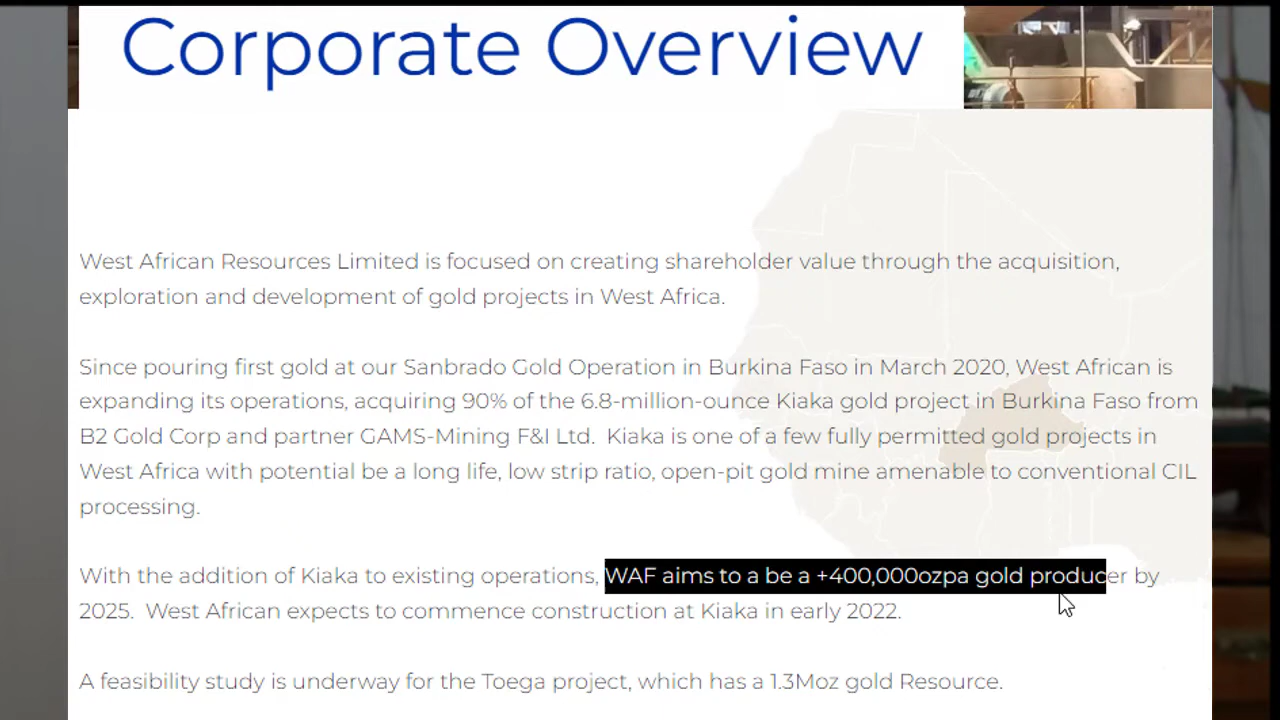 Corporate Overview
West African Resources Limited is focused on creating shareholder value through the acquisition,
exploration and development of gold projects in West Africa.
Since pouring first gold at our Sanbrado Gold Operation in Burkina Faso in March 2020, West African is
expanding its operations, acquiring 90% of the 6.8-million-ounce Kiaka gold project in Burkina Faso from
B2 Gold Corp and partner GAMS-Mining F&I Ltd. Kiaka is one of a few fully permitted gold projects in
West Africa with potential be a long life, low strip ratio, open-pit gold mine amenable to conventional CIL
processing.
With the addition of Kiaka to existing operations, WAF aims to a be a +400,000ozpa gold producer by
2025. West African expects to commence construction at Kiaka in early 2022.
A feasibility study is underway for the Toega project, which has a 1.3Moz gold Resource.